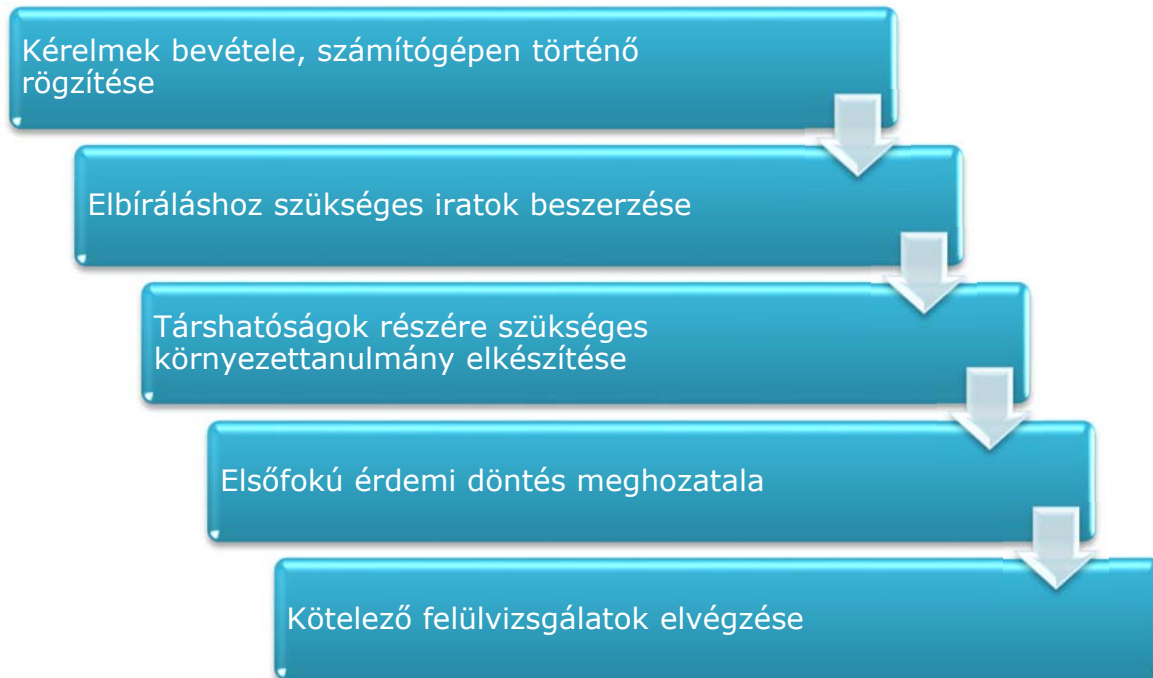 Kérelmek bevétele, számítógépen történő
rögzítése
Elbíráláshoz szükséges iratok beszerzése
Társhatóságok részére szükséges
környezettanulmány elkészítése
Elsőfokú érdemi döntés meghozatala
Kötelező felülvizsgálatok elvégzése